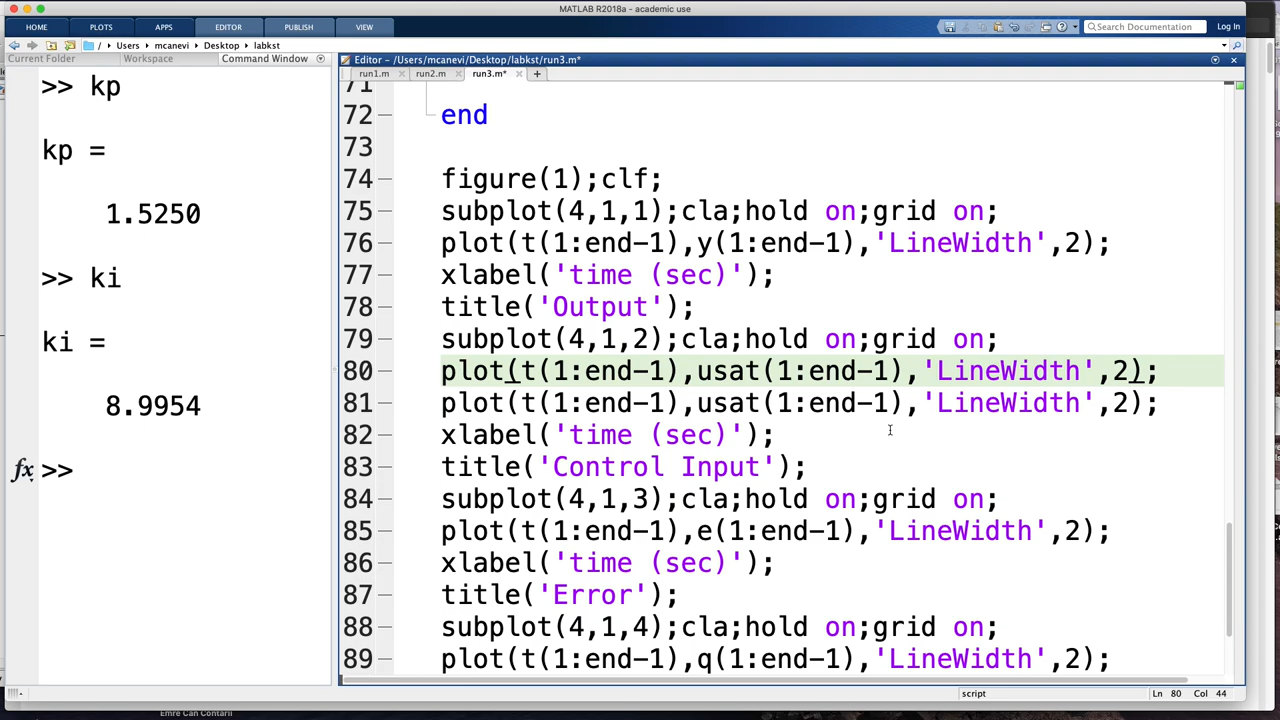 MATLAB R2018a - academic use
HOME PLOTS APPS EDITOR PUBLISH VIEW Search Documentation Log In
/ Users mcanevi Desktop labkst
Current Folder Workspace Command Window
Editor - /Users/mcanevi/Desktop/labkst/run3.m*
run1.m run2.m run3.m*
>> kp
kp =
1.5250
>> ki
ki =
8.9954
fx >>
71
72 end
73
74 figure(1);clf;
75 subplot(4,1,1);cla;hold on;grid on;
76 plot(t(1:end-1),y(1:end-1),'LineWidth',2);
77 xlabel('time (sec)');
78 title('Output');
79 subplot(4,1,2);cla;hold on;grid on;
80 plot(t(1:end-1),usat(1:end-1),'LineWidth',2);
81 plot(t(1:end-1),usat(1:end-1),'LineWidth',2);
82 xlabel('time (sec)');
83 title('Control Input');
84 subplot(4,1,3);cla;hold on;grid on;
85 plot(t(1:end-1),e(1:end-1),'LineWidth',2);
86 xlabel('time (sec)');
87 title('Error');
88 subplot(4,1,4);cla;hold on;grid on;
89 plot(t(1:end-1),q(1:end-1),'LineWidth',2);
script Ln 80 Col 44
Emre Can Contarli